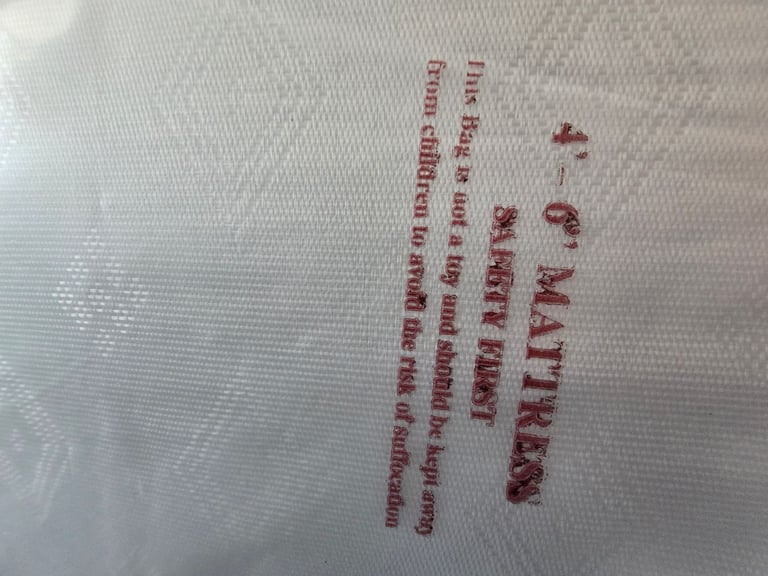 4'- 6" MATTRESS
SAFETY FIRST
This Bag is not a toy and should be kept away
from children to avoid the risk of suffocation